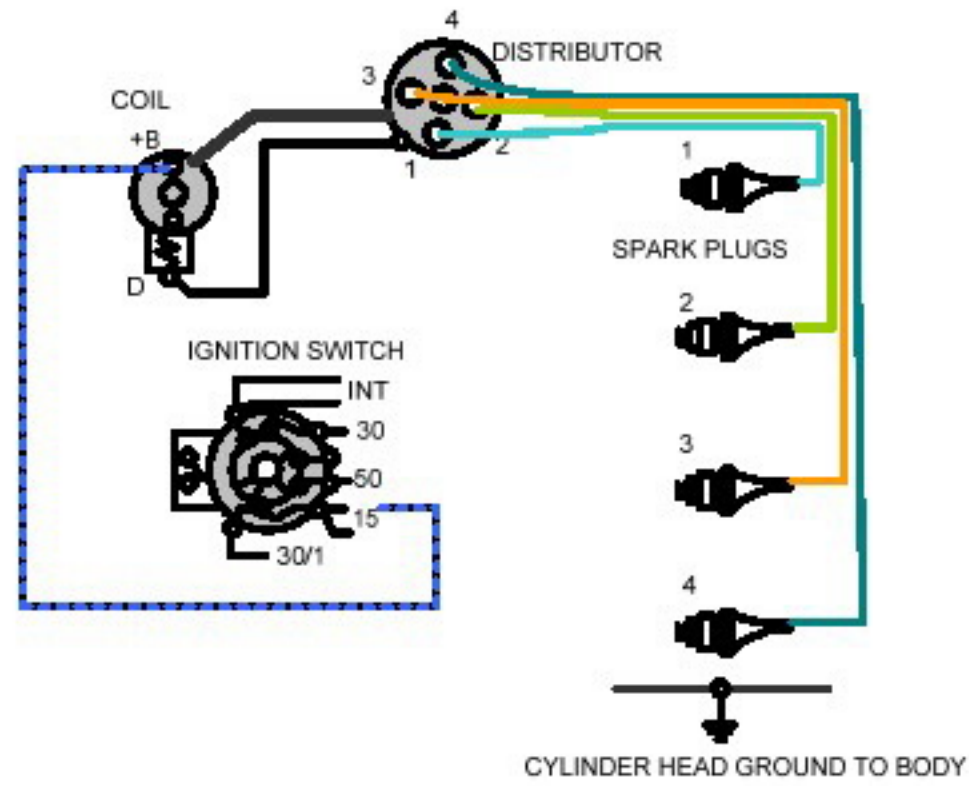 4
DISTRIBUTOR
3
COIL
+B
2
1
1
SPARK PLUGS
D
2
IGNITION SWITCH
INT
30
3
50
15
30/1
4
CYLINDER HEAD GROUND TO BODY